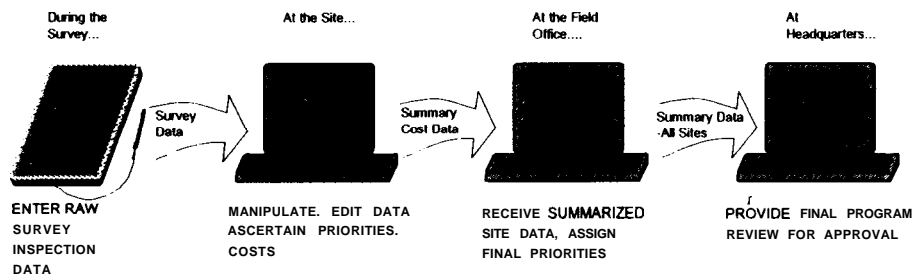 During the
Survey...
At the Site...
At the Field
Office....
At
Headquarters...
Survey
Data
Summary
Cost Data
Summary Data
-All Sites
ENTER RAW
SURVEY
INSPECTION
DATA
MANIPULATE. EDIT DATA
ASCERTAIN PRIORITIES.
COSTS
RECEIVE SUMMARIZED
SITE DATA, ASSIGN
FINAL PRIORITIES
PROVIDE FINAL PROGRAM
REVIEW FOR APPROVAL